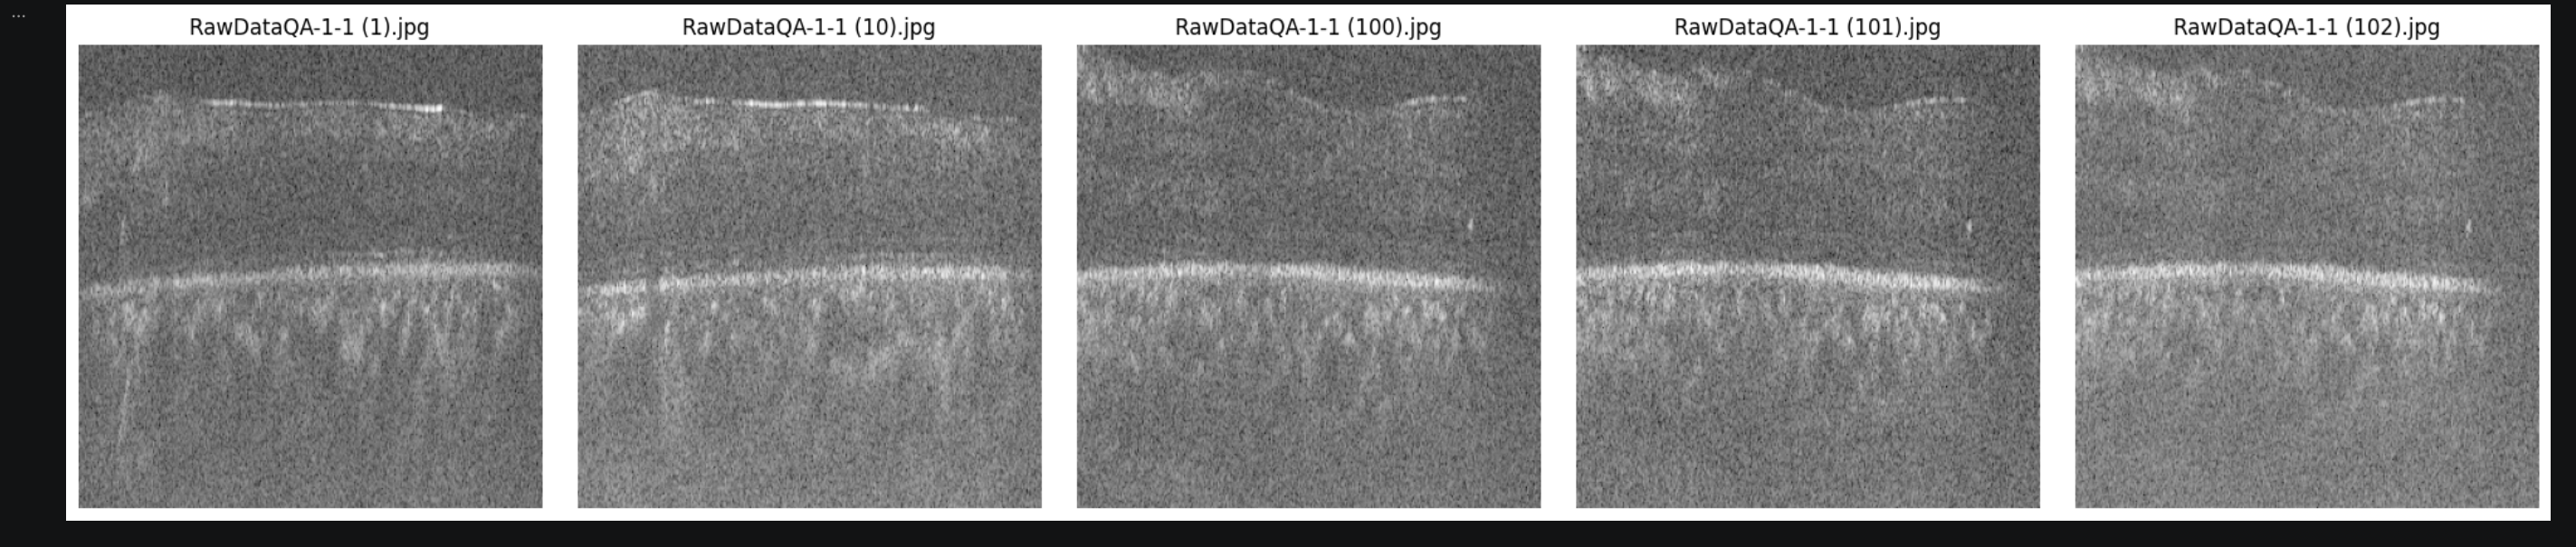 ...
RawDataQA-1-1 (1).jpg
RawDataQA-1-1 (10).jpg
RawDataQA-1-1 (100).jpg
RawDataQA-1-1 (101).jpg
RawDataQA-1-1 (102).jpg